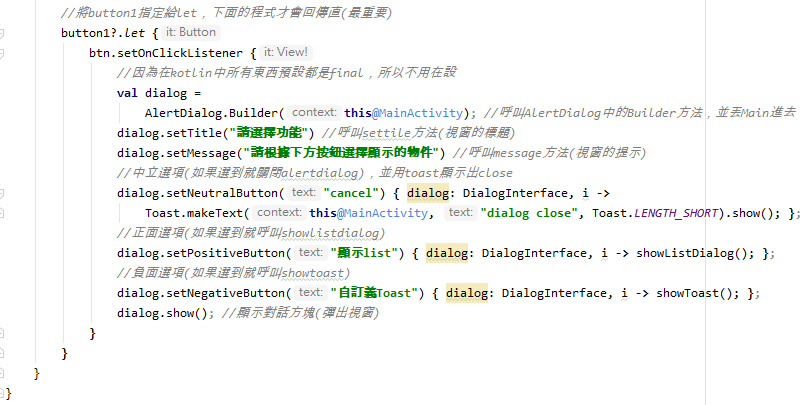 //將button1指定給let，下面的程式才會回傳直(最重要)
button1?.let { it: Button
btn.setOnClickListener { it: View!
//因為在kotlin中所有東西預設都是final，所以不用在設
val dialog =
AlertDialog.Builder( context: this@MainActivity); //呼叫AlertDialog中的Builder方法，並丟Main進去
dialog.setTitle("請選擇功能") //呼叫settile方法(視窗的標題)
dialog.setMessage("請根據下方按鈕選擇顯示的物件") //呼叫message方法(視窗的提示)
//中立選項(如果選到就關閉alertdialog)，並用toast顯示出close
dialog.setNeutralButton( text: "cancel") { dialog: DialogInterface, i ->
Toast.makeText( context: this@MainActivity, text: "dialog close", Toast.LENGTH_SHORT).show(); };
//正面選項(如果選到就呼叫showlistdialog)
dialog.setPositiveButton( text: "顯示list") { dialog: DialogInterface, i -> showListDialog(); };
//負面選項(如果選到就呼叫showtoast)
dialog.setNegativeButton( text: "自訂義Toast") { dialog: DialogInterface, i -> showToast(); };
dialog.show(); //顯示對話方塊(彈出視窗)
}
}
}
}